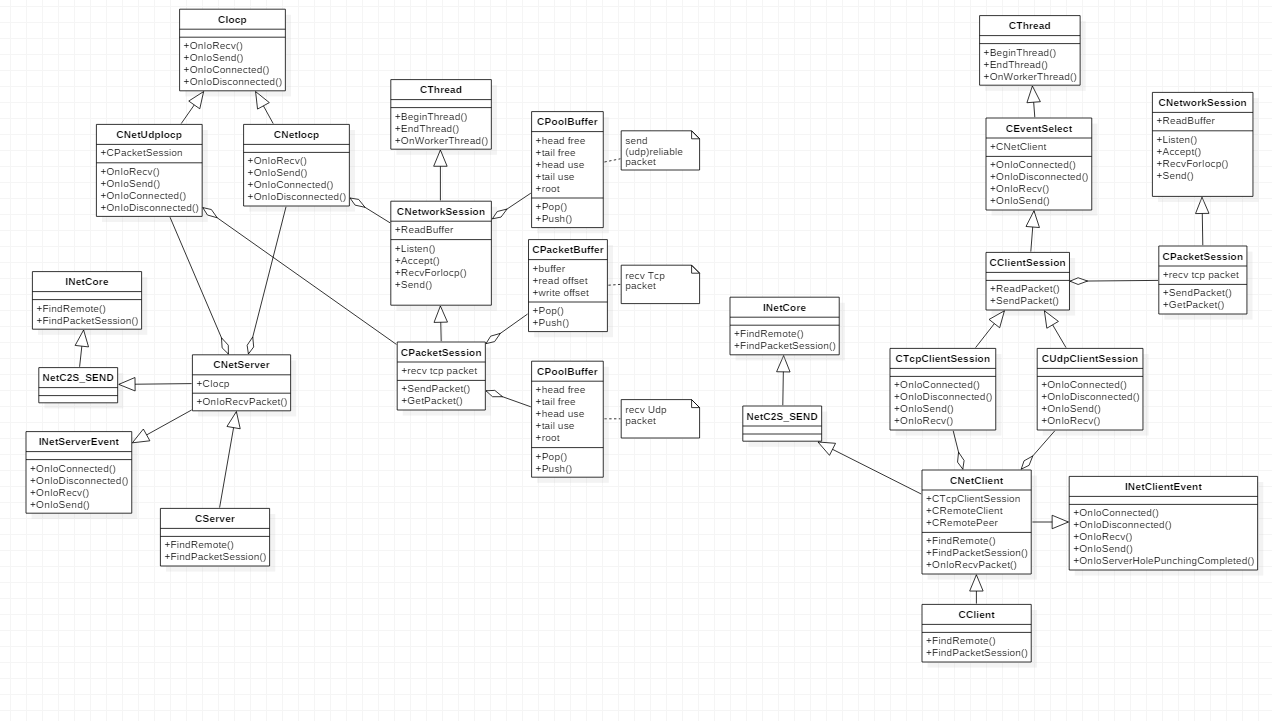 CIocp
+OnIoRecv()
+OnIoSend()
+OnIoConnected()
+OnIoDisconnected()
CNetUdpIocp
+CPacketSession
+OnIoRecv()
+OnIoSend()
+OnIoConnected()
+OnIoDisconnected()
CNetIocp
+OnIoRecv()
+OnIoSend()
+OnIoConnected()
+OnIoDisconnected()
CThread
+BeginThread()
+EndThread()
+OnWorkerThread()
CNetworkSession
+ReadBuffer
+Listen()
+Accept()
+RecvForIocp()
+Send()
CPoolBuffer
+head free
+tail free
+head use
+tail use
+root
+Pop()
+Push()
send
(udp)reliable
packet
CPacketBuffer
+buffer
+read offset
+write offset
+Pop()
+Push()
recv Tcp
packet
CPacketSession
+recv tcp packet
+SendPacket()
+GetPacket()
CPoolBuffer
+head free
+tail free
+head use
+tail use
+root
+Pop()
+Push()
recv Udp
packet
INetCore
+FindRemote()
+FindPacketSession()
NetC2S_SEND
CNetServer
+CIocp
+OnIoRecvPacket()
INetServerEvent
+OnIoConnected()
+OnIoDisconnected()
+OnIoRecv()
+OnIoSend()
CServer
+FindRemote()
+FindPacketSession()
CThread
+BeginThread()
+EndThread()
+OnWorkerThread()
CEventSelect
+CNetClient
+OnIoConnected()
+OnIoDisconnected()
+OnIoRecv()
+OnIoSend()
CNetworkSession
+ReadBuffer
+Listen()
+Accept()
+RecvForIocp()
+Send()
CClientSession
+ReadPacket()
+SendPacket()
CPacketSession
+recv tcp packet
+SendPacket()
+GetPacket()
INetCore
+FindRemote()
+FindPacketSession()
NetC2S_SEND
CTcpClientSession
+OnIoConnected()
+OnIoDisconnected()
+OnIoSend()
+OnIoRecv()
CUdpClientSession
+OnIoConnected()
+OnIoDisconnected()
+OnIoSend()
+OnIoRecv()
CNetClient
+CTcpClientSession
+CRemoteClient
+CRemotePeer
+FindRemote()
+FindPacketSession()
+OnIoRecvPacket()
INetClientEvent
+OnIoConnected()
+OnIoDisconnected()
+OnIoRecv()
+OnIoSend()
+OnIoServerHolePunchingCompleted()
CClient
+FindRemote()
+FindPacketSession()